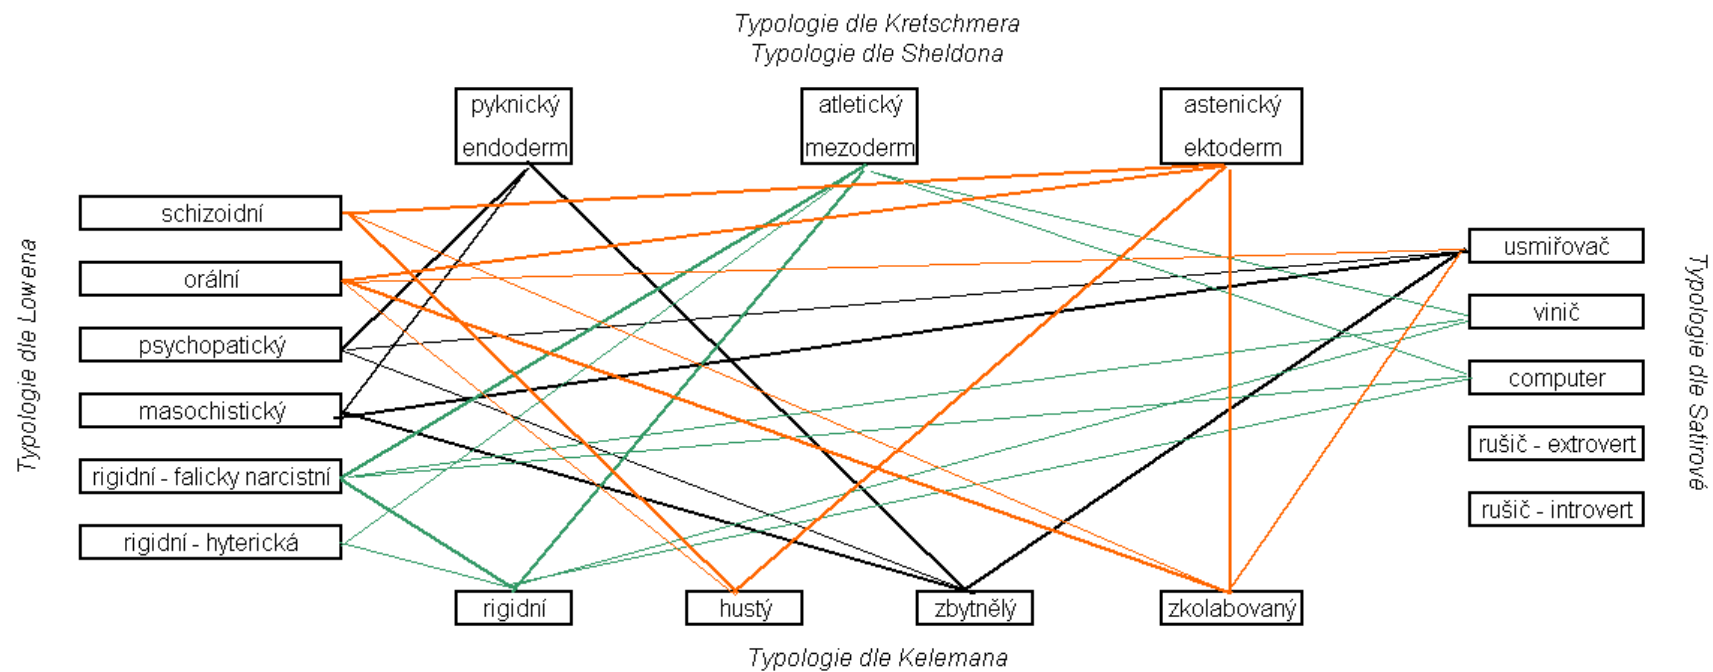 Typologie dle Kretschmera
Typologie dle Sheldona
pyknický
endoderm
atletický
mezoderm
astenický
ektoderm
Typologie dle Lowena
schizoidní
orální
psychopatický
masochistický
rigidní - falicky narcistní
rigidní - hyterická
usmiřovač
vinič
computer
rušič - extrovert
rušič - introvert
Typologie dle Satirové
rigidní
hustý
zbytnělý
zkolabovaný
Typologie dle Kelemana